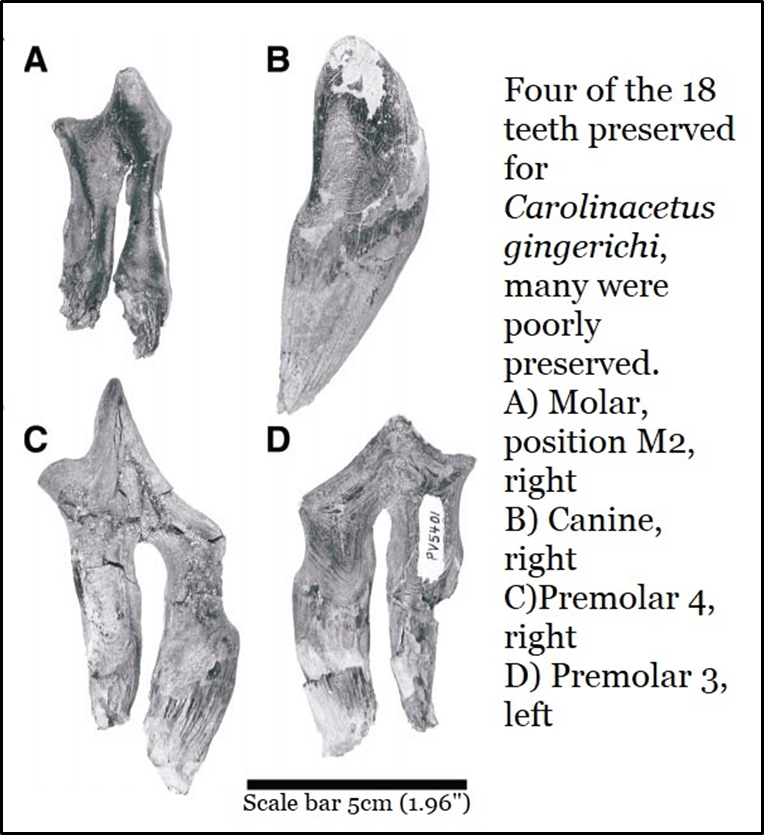 A
B
Four of the 18
teeth preserved
for
Carolinacetus
gingerichi,
many were
poorly
preserved.
A) Molar,
position M2,
right
B) Canine,
right
C)Premolar 4,
right
D) Premolar 3,
left
C
D
PV5401
Scale bar 5cm (1.96")